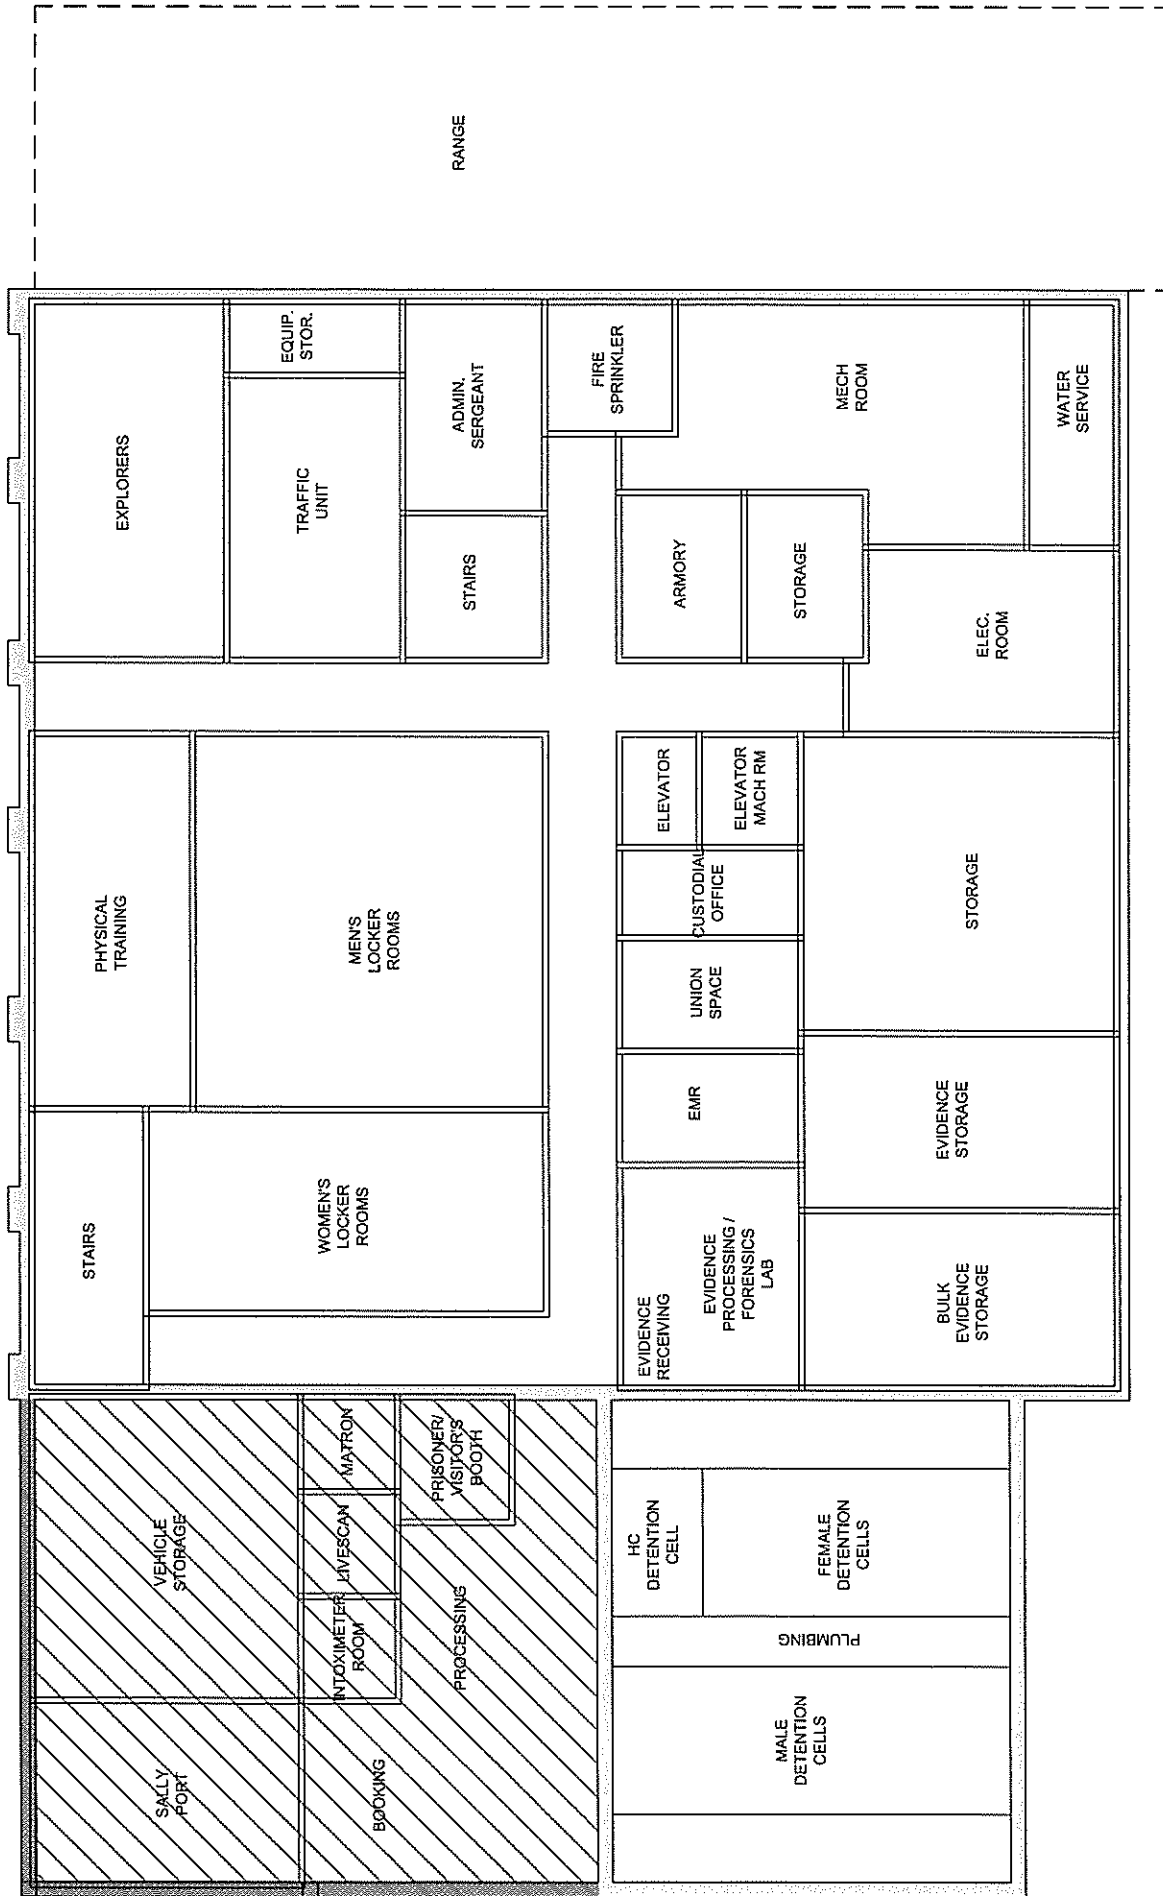 RANGE
EXPLORERS
EQUIP.
STOR.
TRAFFIC
UNIT
ADMIN.
SERGEANT
STAIRS
FIRE
SPRINKLER
MECH
ROOM
WATER
SERVICE
ARMORY
STORAGE
ELEC.
ROOM
PHYSICAL
TRAINING
MEN'S
LOCKER
ROOMS
ELEVATOR
ELEVATOR
MACH RM
CUSTODIAL
OFFICE
UNION
SPACE
EMR
STORAGE
EVIDENCE
STORAGE
STAIRS
WOMEN'S
LOCKER
ROOMS
EVIDENCE
RECEIVING
EVIDENCE
PROCESSING /
FORENSICS
LAB
BULK
EVIDENCE
STORAGE
VEHICLE
STORAGE
MATRON
LIVESCAN
INTOXIMETER
ROOM
PRISONER/
VISITOR'S
BOOTH
PROCESSING
SALLY
PORT
BOOKING
HC
DETENTION
CELL
FEMALE
DETENTION
CELLS
PLUMBING
MALE
DETENTION
CELLS